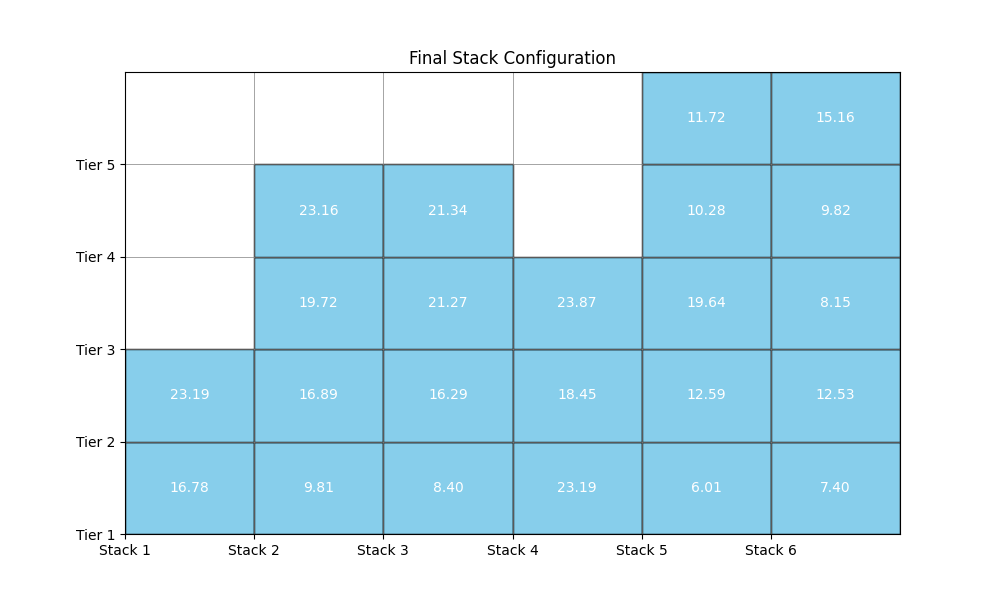 Final Stack Configuration
11.72 15.16
Tier 5
23.16 21.34 10.28 9.82
Tier 4
19.72 21.27 23.87 19.64 8.15
Tier 3
23.19 16.89 16.29 18.45 12.59 12.53
Tier 2
16.78 9.81 8.40 23.19 6.01 7.40
Tier 1
Stack 1 Stack 2 Stack 3 Stack 4 Stack 5 Stack 6